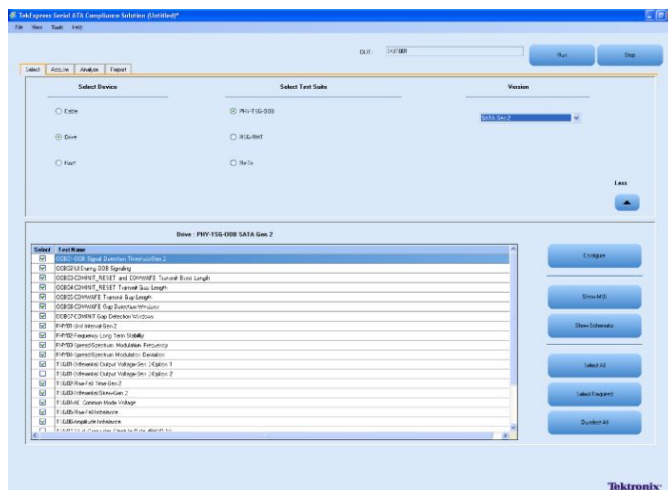 TekExpress Serial ATA Compliance Solution (Untitled)*
File View Tools Help
DUT: DUT001
Run Stop
Select Acquire Analyze Report
Select Device Select Test Suite Version
Cable PHY-TSG-OOB
SATA Gen 2
Drive RSG-RMT
Host Rx-Tx
Less
Drive : PHY-TSG-OOB SATA Gen 2
Select Test Name
OOB01-OOB Signal Detection Threshold-Gen 2
OOB02-UI During OOB Signaling
OOB03-COMINIT_RESET and COMWAKE Transmit Burst Length
OOB04-COMINIT_RESET Transmit Gap Length
OOB05-COMWAKE Transmit Gap Length
OOB06-COMWAKE Gap Detection Windows
OOB07-COMINIT Gap Detection Windows
PHY01-Unit Interval-Gen 2
PHY02-Frequency Long Term Stability
PHY03-Spread-Spectrum Modulation Frequency
PHY04-Spread-Spectrum Modulation Deviation
TSG01-Differential Output Voltage-Gen 2-Option 1
TSG01-Differential Output Voltage-Gen 2-Option 2
TSG02-Rise-Fall Time-Gen 2
TSG03-Differential Skew-Gen 2
TSG04-AC Common Mode Voltage
TSG05-Rise-Fall Imbalance
TSG06-Amplitude Imbalance
Configure
Show MOI
Show Schematic
Select All
Select Required
Deselect All
Tektronix